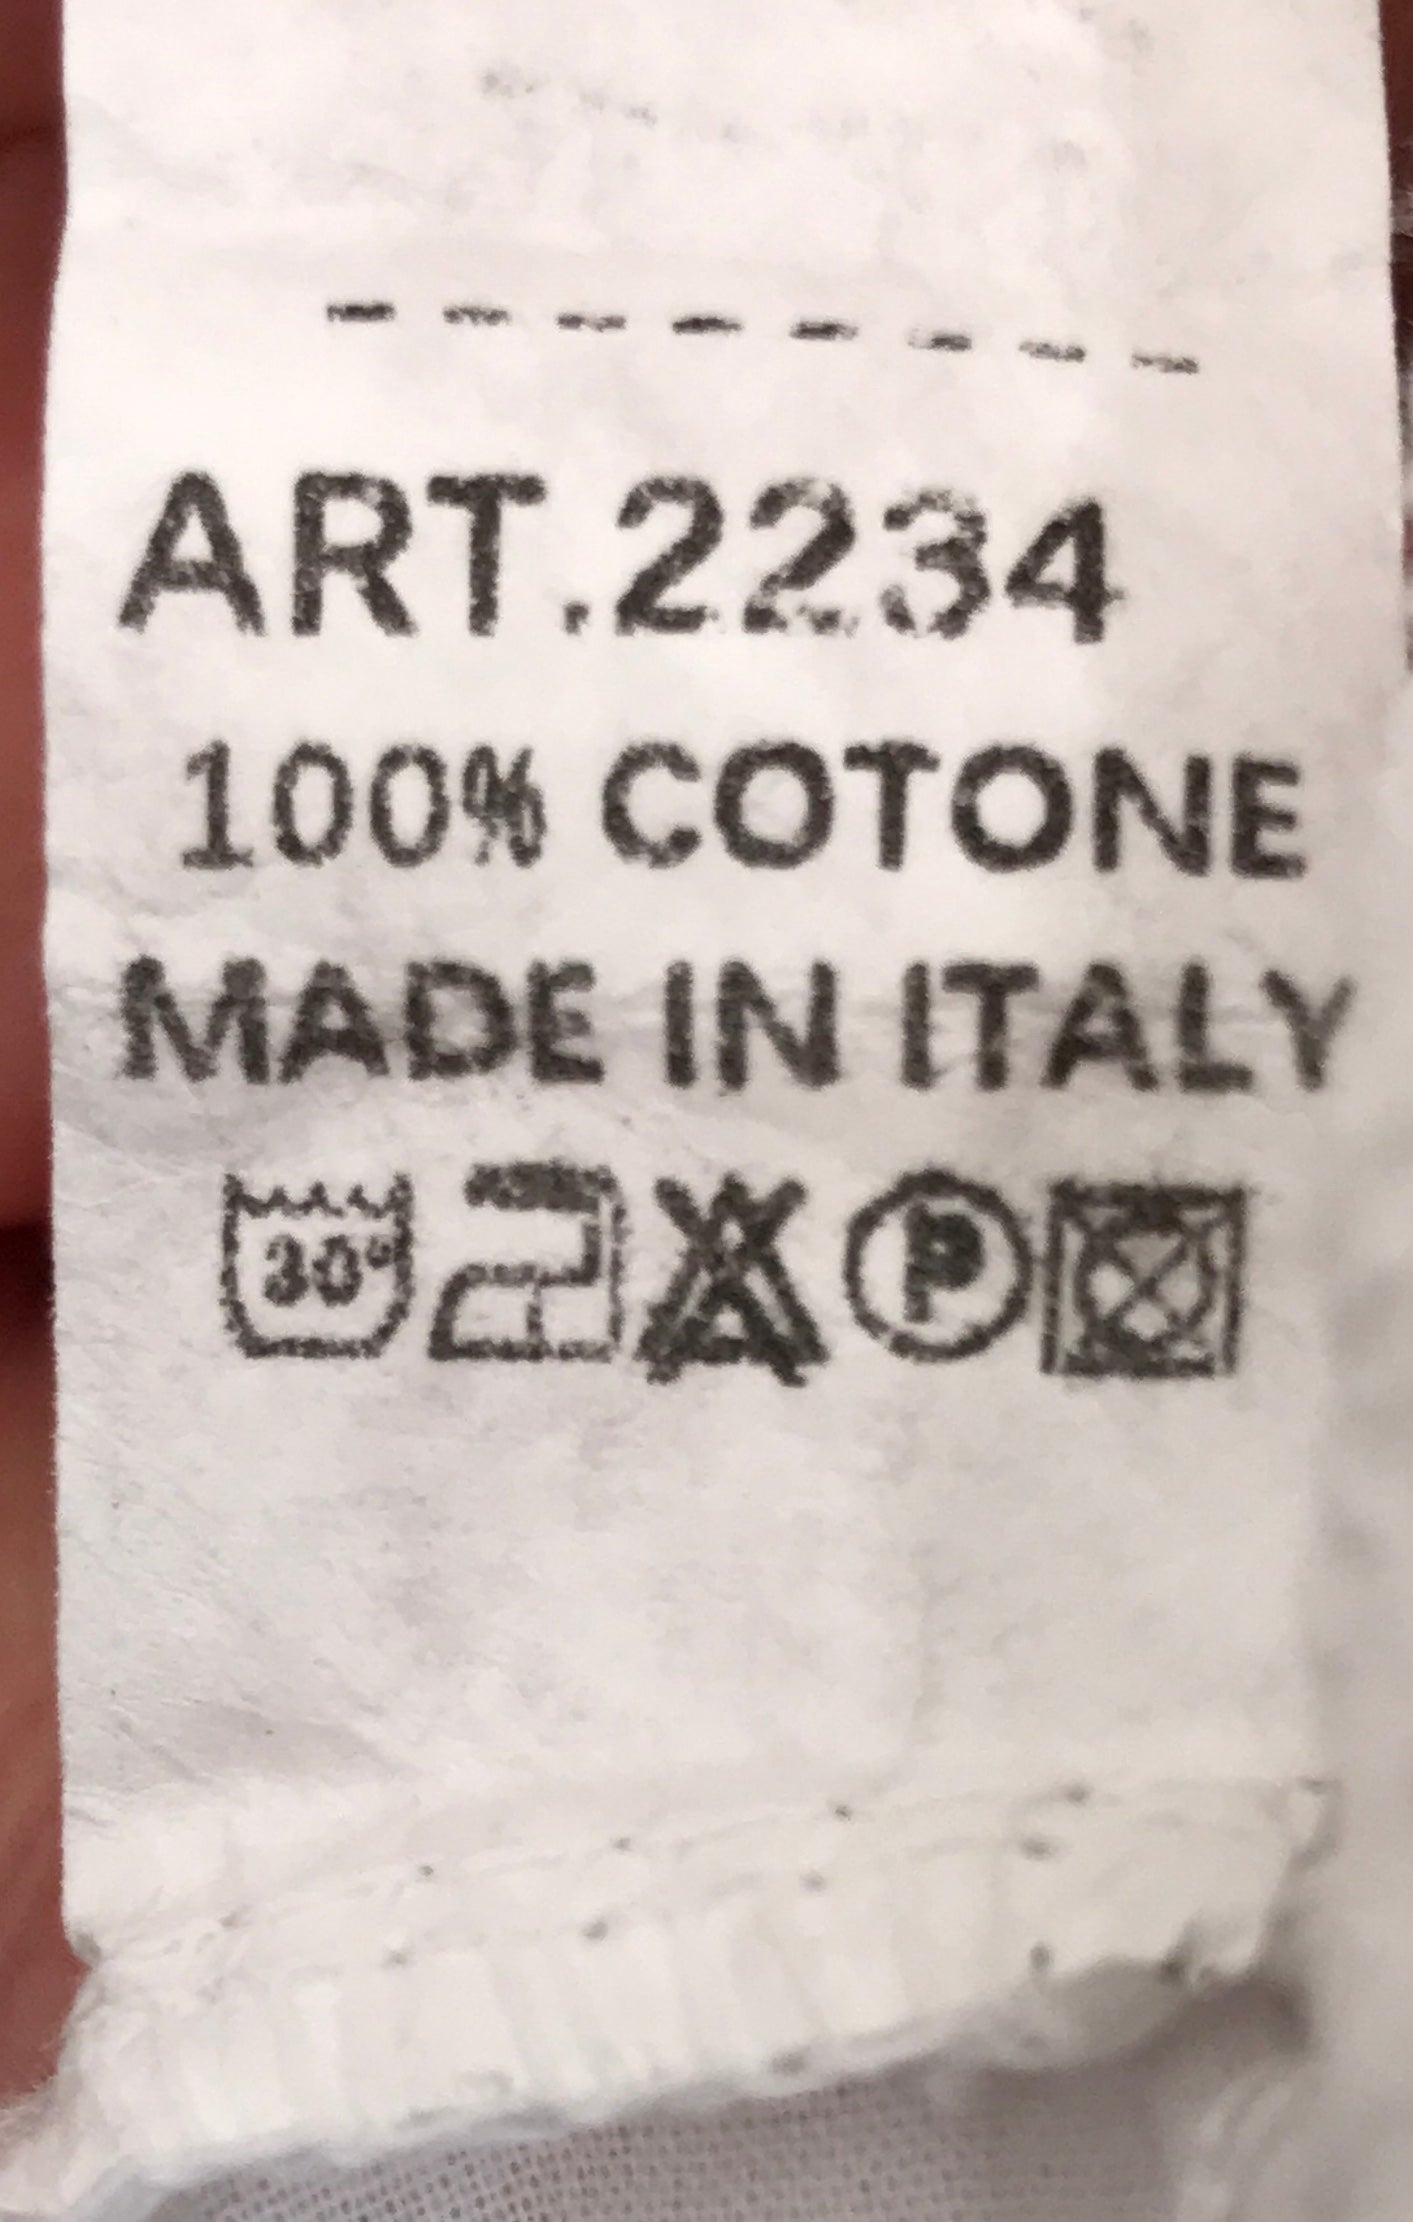 ART.2234
100% COTONE
MADE IN ITALY
30° P